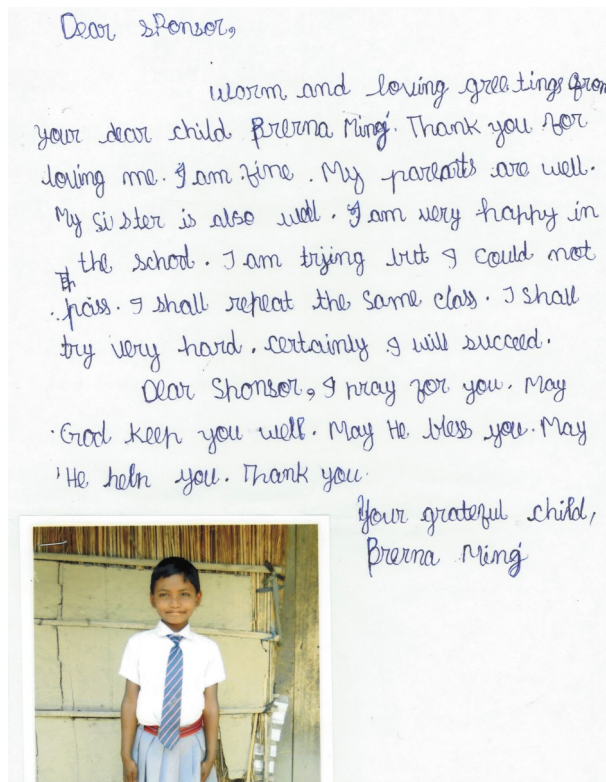 Dear sponsor,
worm and loving greetings from
your dear child Prerna Ming. Thank you for
loving me. I am fine. My parents are well.
My sister is also well. I am very happy in
the school. I am trying but I could not
pass. I shall repeat the same class. I shall
try very hard. certainly I will succeed.
Dear Sponsor, I pray for you. May
God keep you well. May He bless you. May
He help you. Thank you.
Your grateful child,
Prerna Ming